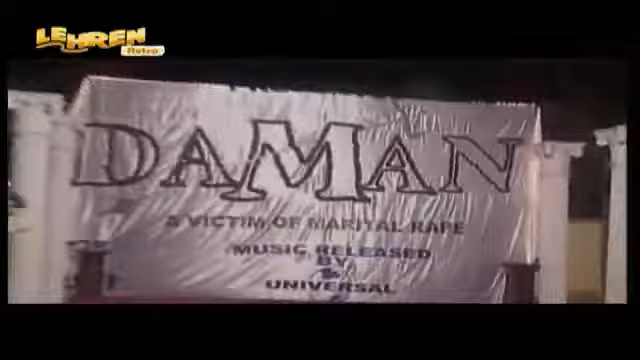 LEHREN
Retro
DAMAN
A VICTIM OF MARITAL RAPE
MUSIC RELEASED
BY
UNIVERSAL